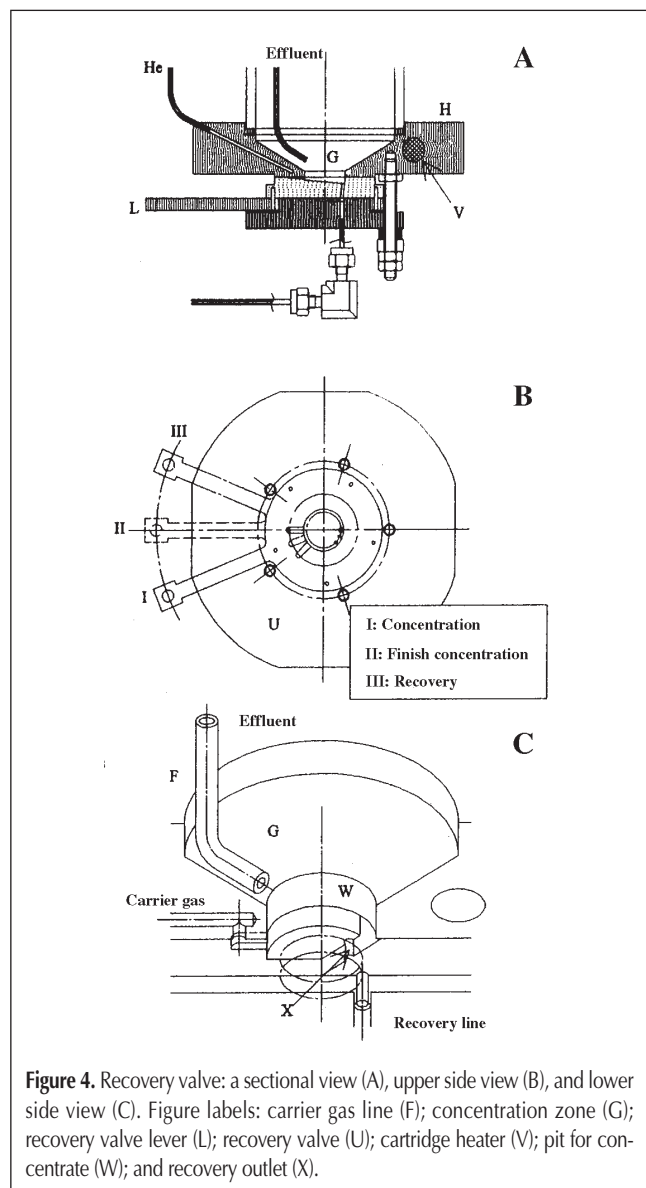 A
He
Effluent
H
G
L
V
B
III
II
I
U
I: Concentration
II: Finish concentration
III: Recovery
C
Effluent
F
G
W
Carrier gas
X
Recovery line
Figure 4. Recovery valve: a sectional view (A), upper side view (B), and lower
side view (C). Figure labels: carrier gas line (F); concentration zone (G);
recovery valve lever (L); recovery valve (U); cartridge heater (V); pit for con-
centrate (W); and recovery outlet (X).